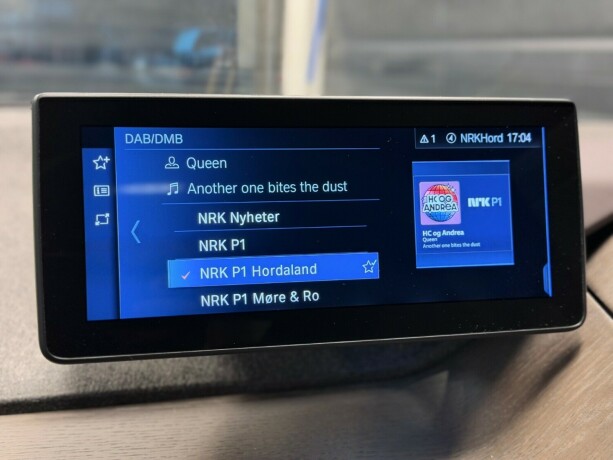 DAB/DMB
1 4 NRKHord 17:04
Queen
Another one bites the dust
NRK Nyheter
NRK P1
NRK P1 Hordaland
NRK P1 Møre & Ro
HC OG
ANDREA
NRK P1
HC og Andrea
Queen
Another one bites the dust